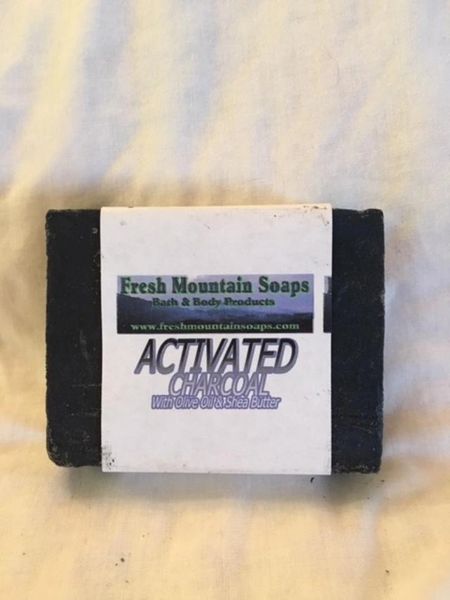 Fresh Mountain Soaps
Bath & Body Products
www.freshmountainsoaps.com
ACTIVATED
CHARCOAL
With Olive Oil & Shea Butter